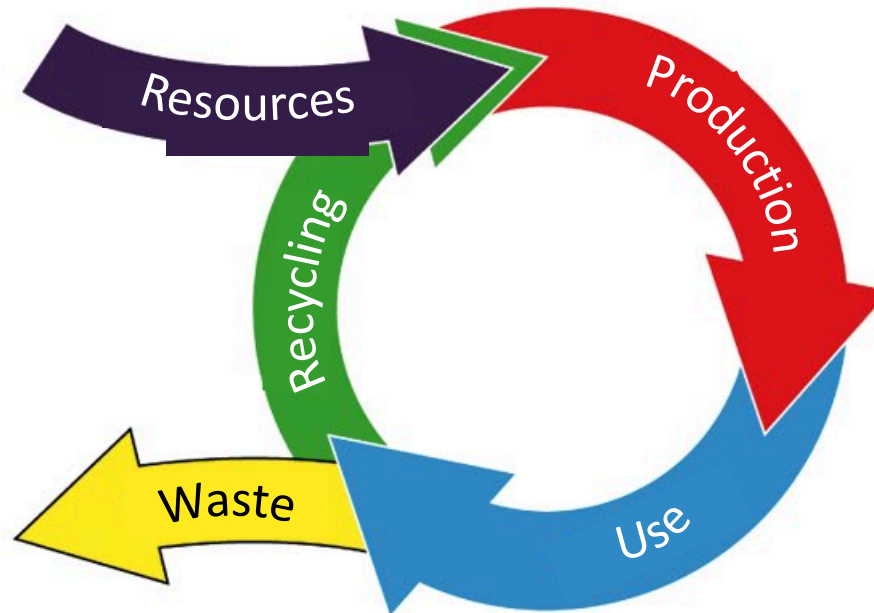 Resources
Production
Recycling
Waste
Use